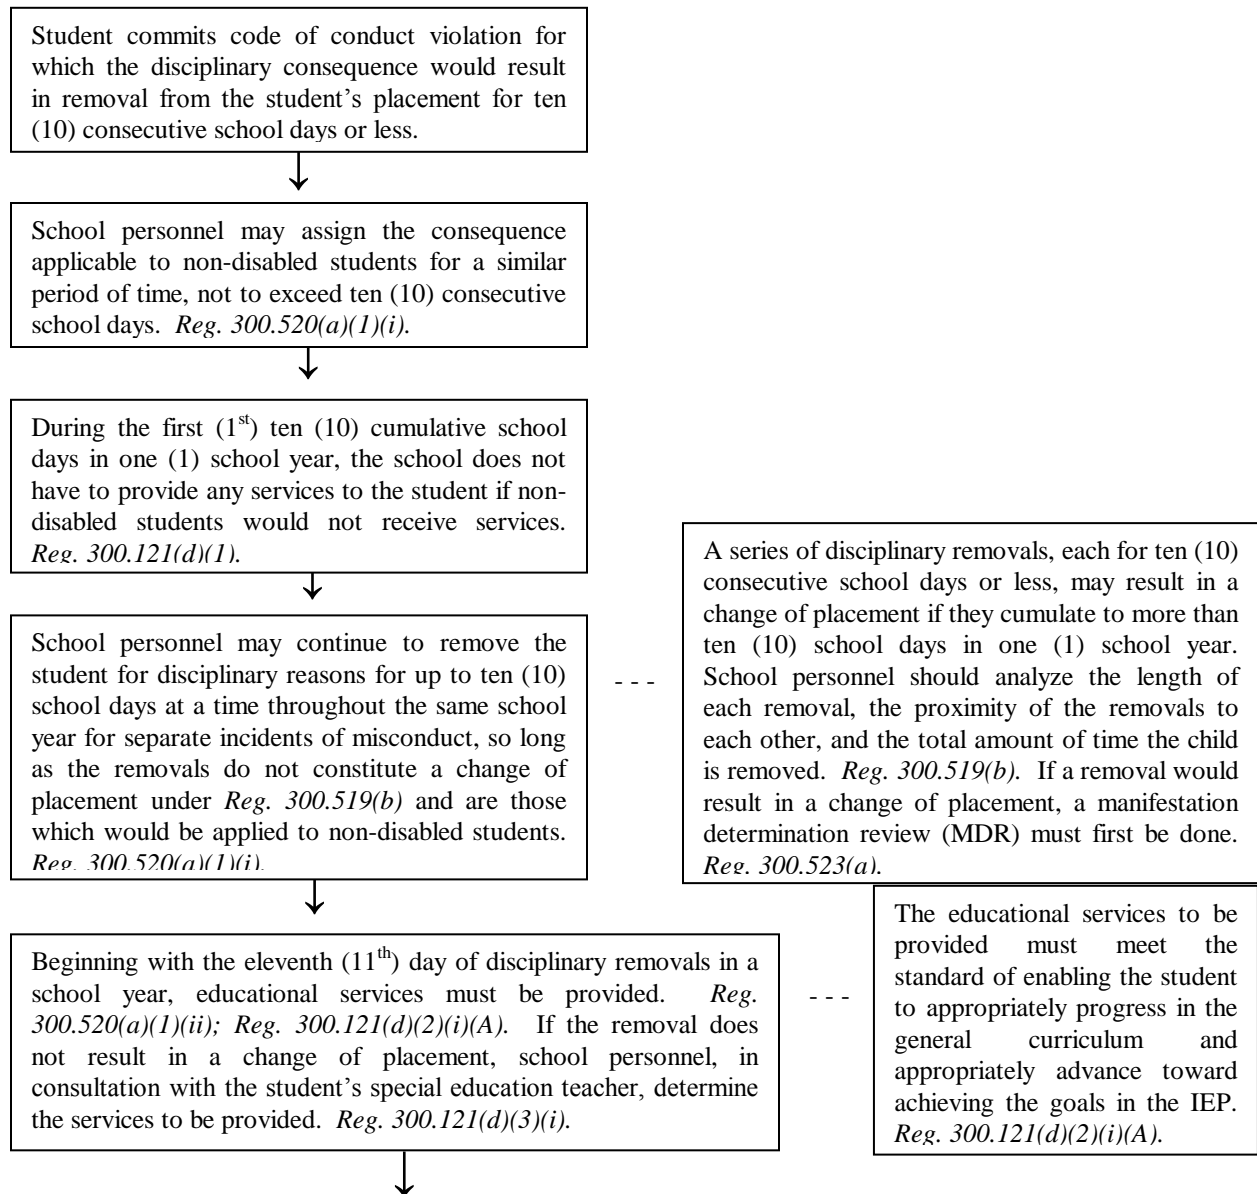 Student commits code of conduct violation for
which the disciplinary consequence would result
in removal from the student's placement for ten
(10) consecutive school days or less.
School personnel may assign the consequence
applicable to non-disabled students for a similar
period of time, not to exceed ten (10) consecutive
school days. Reg. 300.520(a)(1)(i).
During the first (1st) ten (10) cumulative school
days in one (1) school year, the school does not
have to provide any services to the student if non-
disabled students would not receive services.
Reg. 300.121(d)(1).
School personnel may continue to remove the
student for disciplinary reasons for up to ten (10)
school days at a time throughout the same school
year for separate incidents of misconduct, so long
as the removals do not constitute a change of
placement under Reg. 300.519(b) and are those
which would be applied to non-disabled students.
Reg. 300.520(a)(1)(i).
- - -
A series of disciplinary removals, each for ten (10)
consecutive school days or less, may result in a
change of placement if they cumulate to more than
ten (10) school days in one (1) school year.
School personnel should analyze the length of
each removal, the proximity of the removals to
each other, and the total amount of time the child
is removed. Reg. 300.519(b). If a removal would
result in a change of placement, a manifestation
determination review (MDR) must first be done.
Reg. 300.523(a).
Beginning with the eleventh (11th) day of disciplinary removals in a
school year, educational services must be provided. Reg.
300.520(a)(1)(ii); Reg. 300.121(d)(2)(i)(A). If the removal does
not result in a change of placement, school personnel, in
consultation with the student's special education teacher, determine
the services to be provided. Reg. 300.121(d)(3)(i).
- - -
The educational services to be
provided must meet the
standard of enabling the student
to appropriately progress in the
general curriculum and
appropriately advance toward
achieving the goals in the IEP.
Reg. 300.121(d)(2)(i)(A).